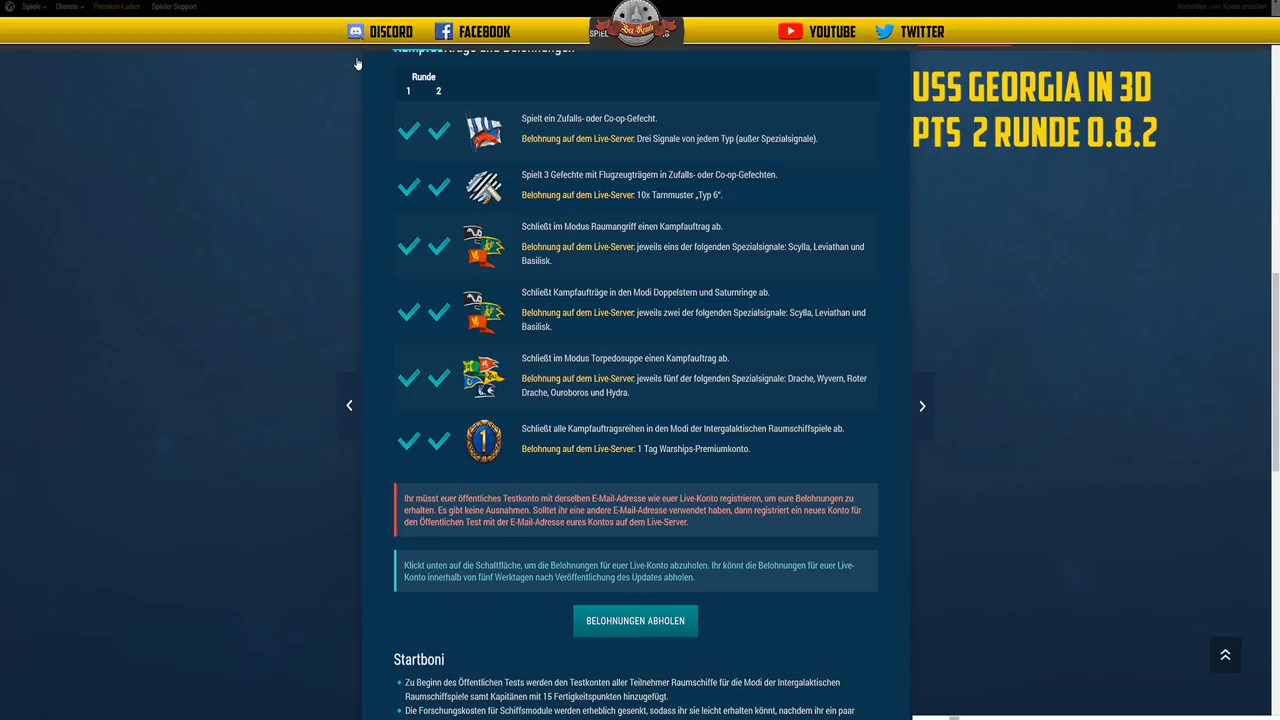 Spiele Dienste Premium-Laden Spieler Support
Anmelden oder Konto erstellen
DISCORD FACEBOOK YOUTUBE TWITTER
Kampfaufträge und Belohnungen
USS GEORGIA IN 3D
PTS 2 RUNDE 0.8.2
Runde
1 2
Spielt ein Zufalls- oder Co-op-Gefecht.
Belohnung auf dem Live-Server: Drei Signale von jedem Typ (außer Spezialsignale).
Spielt 3 Gefechte mit Flugzeugträgern in Zufalls- oder Co-op-Gefechten.
Belohnung auf dem Live-Server: 10x Tarnmuster „Typ 6“.
Schließt im Modus Raumangriff einen Kampfauftrag ab.
Belohnung auf dem Live-Server: jeweils eins der folgenden Spezialsignale: Scylla, Leviathan und
Basilisk.
Schließt Kampfaufträge in den Modi Doppelstern und Saturnringe ab.
Belohnung auf dem Live-Server: jeweils zwei der folgenden Spezialsignale: Scylla, Leviathan und
Basilisk.
Schließt im Modus Torpedosuppe einen Kampfauftrag ab.
Belohnung auf dem Live-Server: jeweils fünf der folgenden Spezialsignale: Drache, Wyvern, Roter
Drache, Ouroboros und Hydra.
1
Schließt alle Kampfauftragsreihen in den Modi der Intergalaktischen Raumschiffspiele ab.
Belohnung auf dem Live-Server: 1 Tag Warships-Premiumkonto.
Ihr müsst euer öffentliches Testkonto mit derselben E-Mail-Adresse wie euer Live-Konto registrieren, um eure Belohnungen zu
erhalten. Es gibt keine Ausnahmen. Solltet ihr eine andere E-Mail-Adresse verwendet haben, dann registriert ein neues Konto für
den Öffentlichen Test mit der E-Mail-Adresse eures Kontos auf dem Live-Server.
Klickt unten auf die Schaltfläche, um die Belohnungen für euer Live-Konto abzuholen. Ihr könnt die Belohnungen für euer Live-
Konto innerhalb von fünf Werktagen nach Veröffentlichung des Updates abholen.
BELOHNUNGEN ABHOLEN
Startboni
Zu Beginn des Öffentlichen Tests werden den Testkonten aller Teilnehmer Raumschiffe für die Modi der Intergalaktischen
Raumschiffspiele samt Kapitänen mit 15 Fertigkeitspunkten hinzugefügt.
Die Forschungskosten für Schiffsmodule werden erheblich gesenkt, sodass ihr sie leicht erhalten könnt, nachdem ihr ein paar